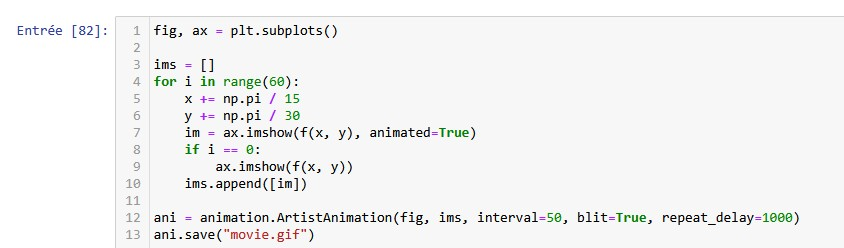 Entrée [82]:
1 fig, ax = plt.subplots()
2
3 ims = []
4 for i in range(60):
5     x += np.pi / 15
6     y += np.pi / 30
7     im = ax.imshow(f(x, y), animated=True)
8     if i == 0:
9         ax.imshow(f(x, y))
10     ims.append([im])
11
12 ani = animation.ArtistAnimation(fig, ims, interval=50, blit=True, repeat_delay=1000)
13 ani.save("movie.gif")